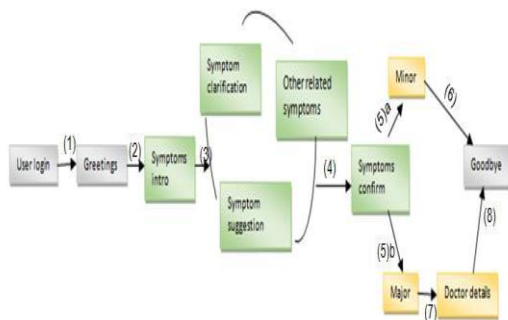 User login
(1)
Greetings
(2)
Symptoms
intro
(3)
Symptom
clarification
Symptom
suggestion
Other related
symptoms
(4)
Symptoms
confirm
(5)a
Minor
(6)
Goodbye
(5)b
Major
(7)
Doctor details
(8)